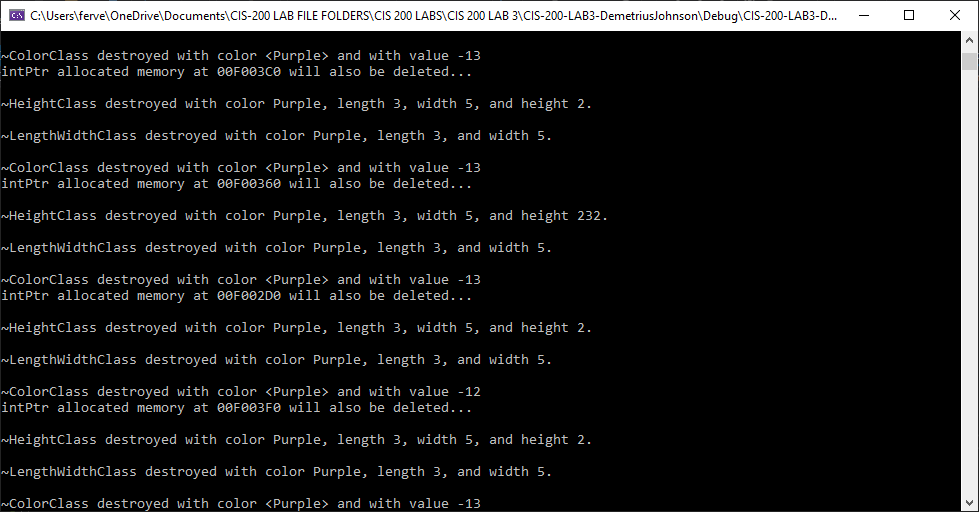 C:\Users\ferve\OneDrive\Documents\CIS-200 LAB FILE FOLDERS\CIS 200 LABS\CIS 200 LAB 3\CIS-200-LAB3-DemetriusJohnson\Debug\CIS-200-LAB3-D...
~ColorClass destroyed with color <Purple> and with value -13
intPtr allocated memory at 00F003C0 will also be deleted...
~HeightClass destroyed with color Purple, length 3, width 5, and height 2.
~LengthWidthClass destroyed with color Purple, length 3, and width 5.
~ColorClass destroyed with color <Purple> and with value -13
intPtr allocated memory at 00F00360 will also be deleted...
~HeightClass destroyed with color Purple, length 3, width 5, and height 232.
~LengthWidthClass destroyed with color Purple, length 3, and width 5.
~ColorClass destroyed with color <Purple> and with value -13
intPtr allocated memory at 00F002D0 will also be deleted...
~HeightClass destroyed with color Purple, length 3, width 5, and height 2.
~LengthWidthClass destroyed with color Purple, length 3, and width 5.
~ColorClass destroyed with color <Purple> and with value -12
intPtr allocated memory at 00F003F0 will also be deleted...
~HeightClass destroyed with color Purple, length 3, width 5, and height 2.
~LengthWidthClass destroyed with color Purple, length 3, and width 5.
~ColorClass destroyed with color <Purple> and with value -13